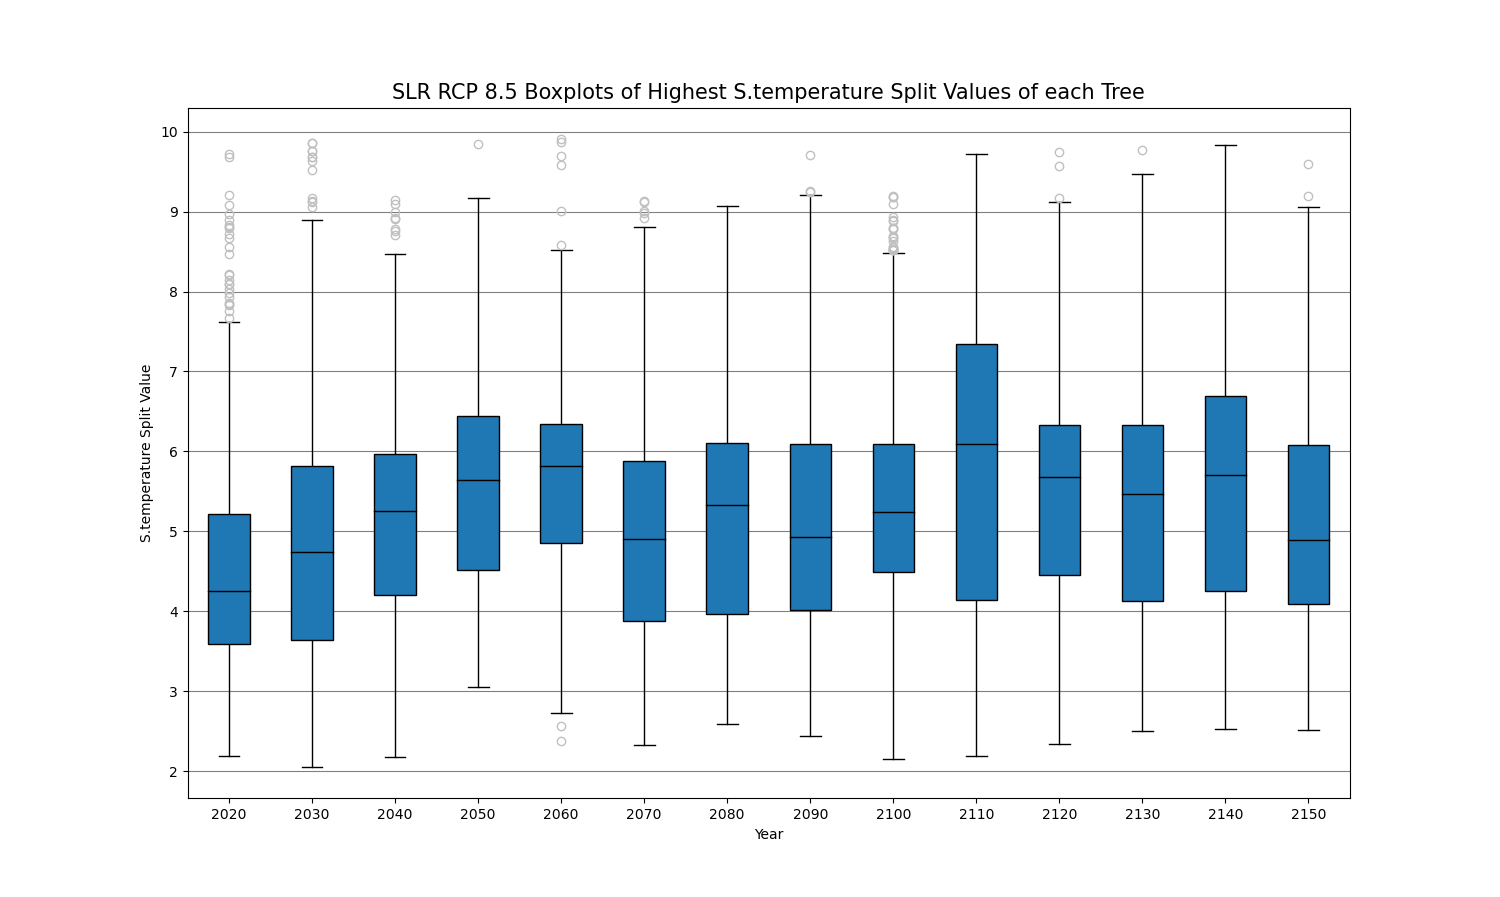 SLR RCP 8.5 Boxplots of Highest S.temperature Split Values of each Tree
S.temperature Split Value
10
9
8
7
6
5
4
3
2
2020 2030 2040 2050 2060 2070 2080 2090 2100 2110 2120 2130 2140 2150
Year